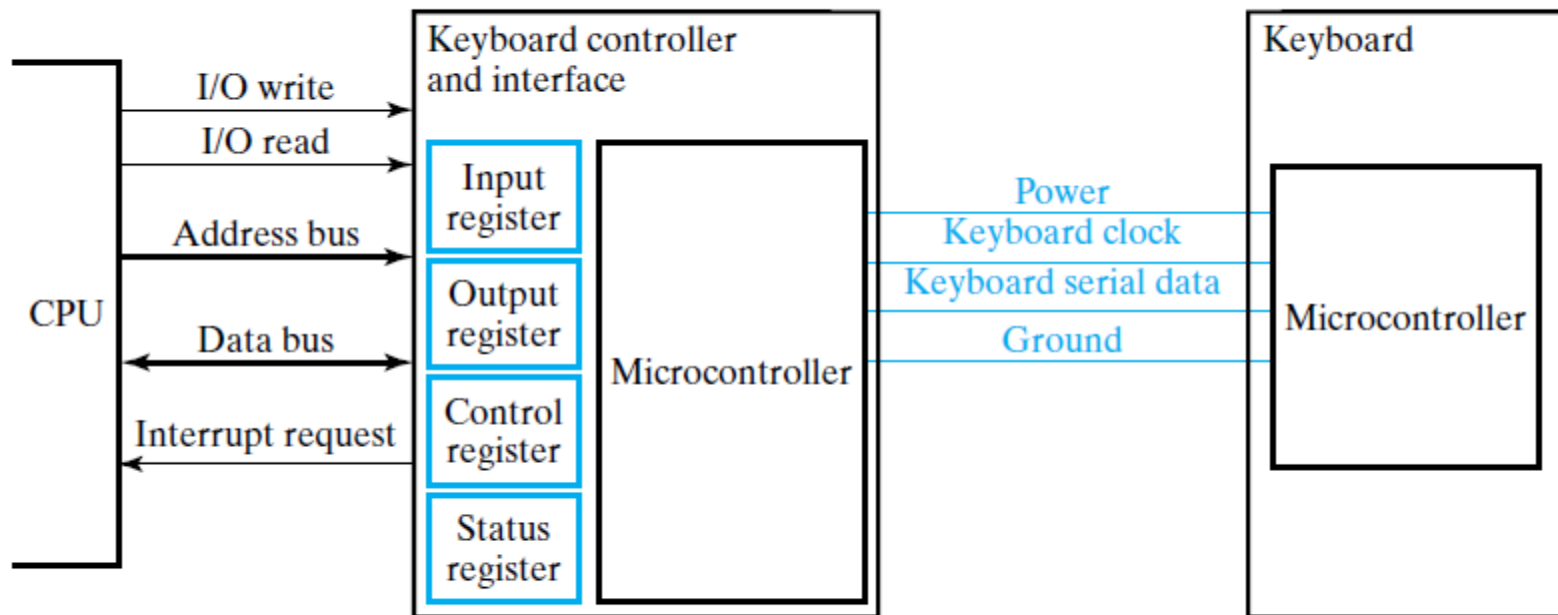 Keyboard controller
and interface
Keyboard
I/O write
I/O read
Address bus
CPU
Data bus
Interrupt request
Input
register
Output
register
Control
register
Status
register
Microcontroller
Power
Keyboard clock
Keyboard serial data
Ground
Microcontroller